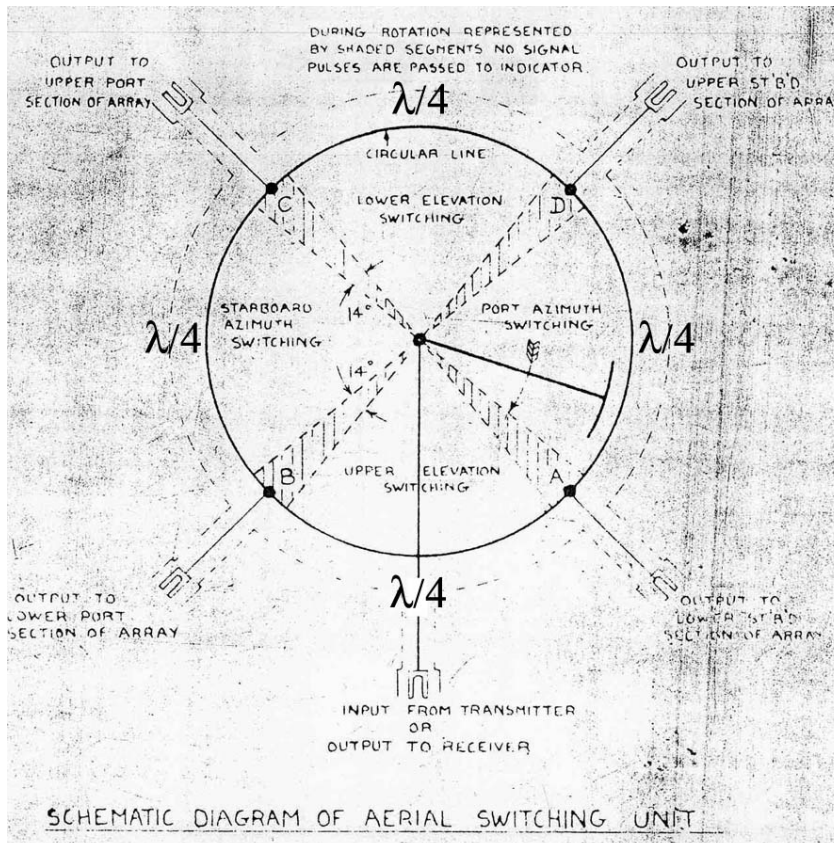 DURING ROTATION REPRESENTED
BY SHADED SEGMENTS NO SIGNAL
PULSES ARE PASSED TO INDICATOR.
OUTPUT TO
UPPER PORT
SECTION OF ARRAY
OUTPUT TO
UPPER ST'B'D
SECTION OF ARRAY
λ/4
CIRCULAR LINE
C
D
LOWER ELEVATION
SWITCHING
STARBOARD
AZIMUTH
SWITCHING
14°
PORT AZIMUTH
SWITCHING
λ/4
λ/4
14°
B
UPPER ELEVATION
SWITCHING
A
λ/4
OUTPUT TO
LOWER PORT
SECTION OF ARRAY
OUTPUT TO
LOWER ST'B'D
SECTION OF ARRAY
INPUT FROM TRANSMITTER
OR
OUTPUT TO RECEIVER
SCHEMATIC DIAGRAM OF AERIAL SWITCHING UNIT